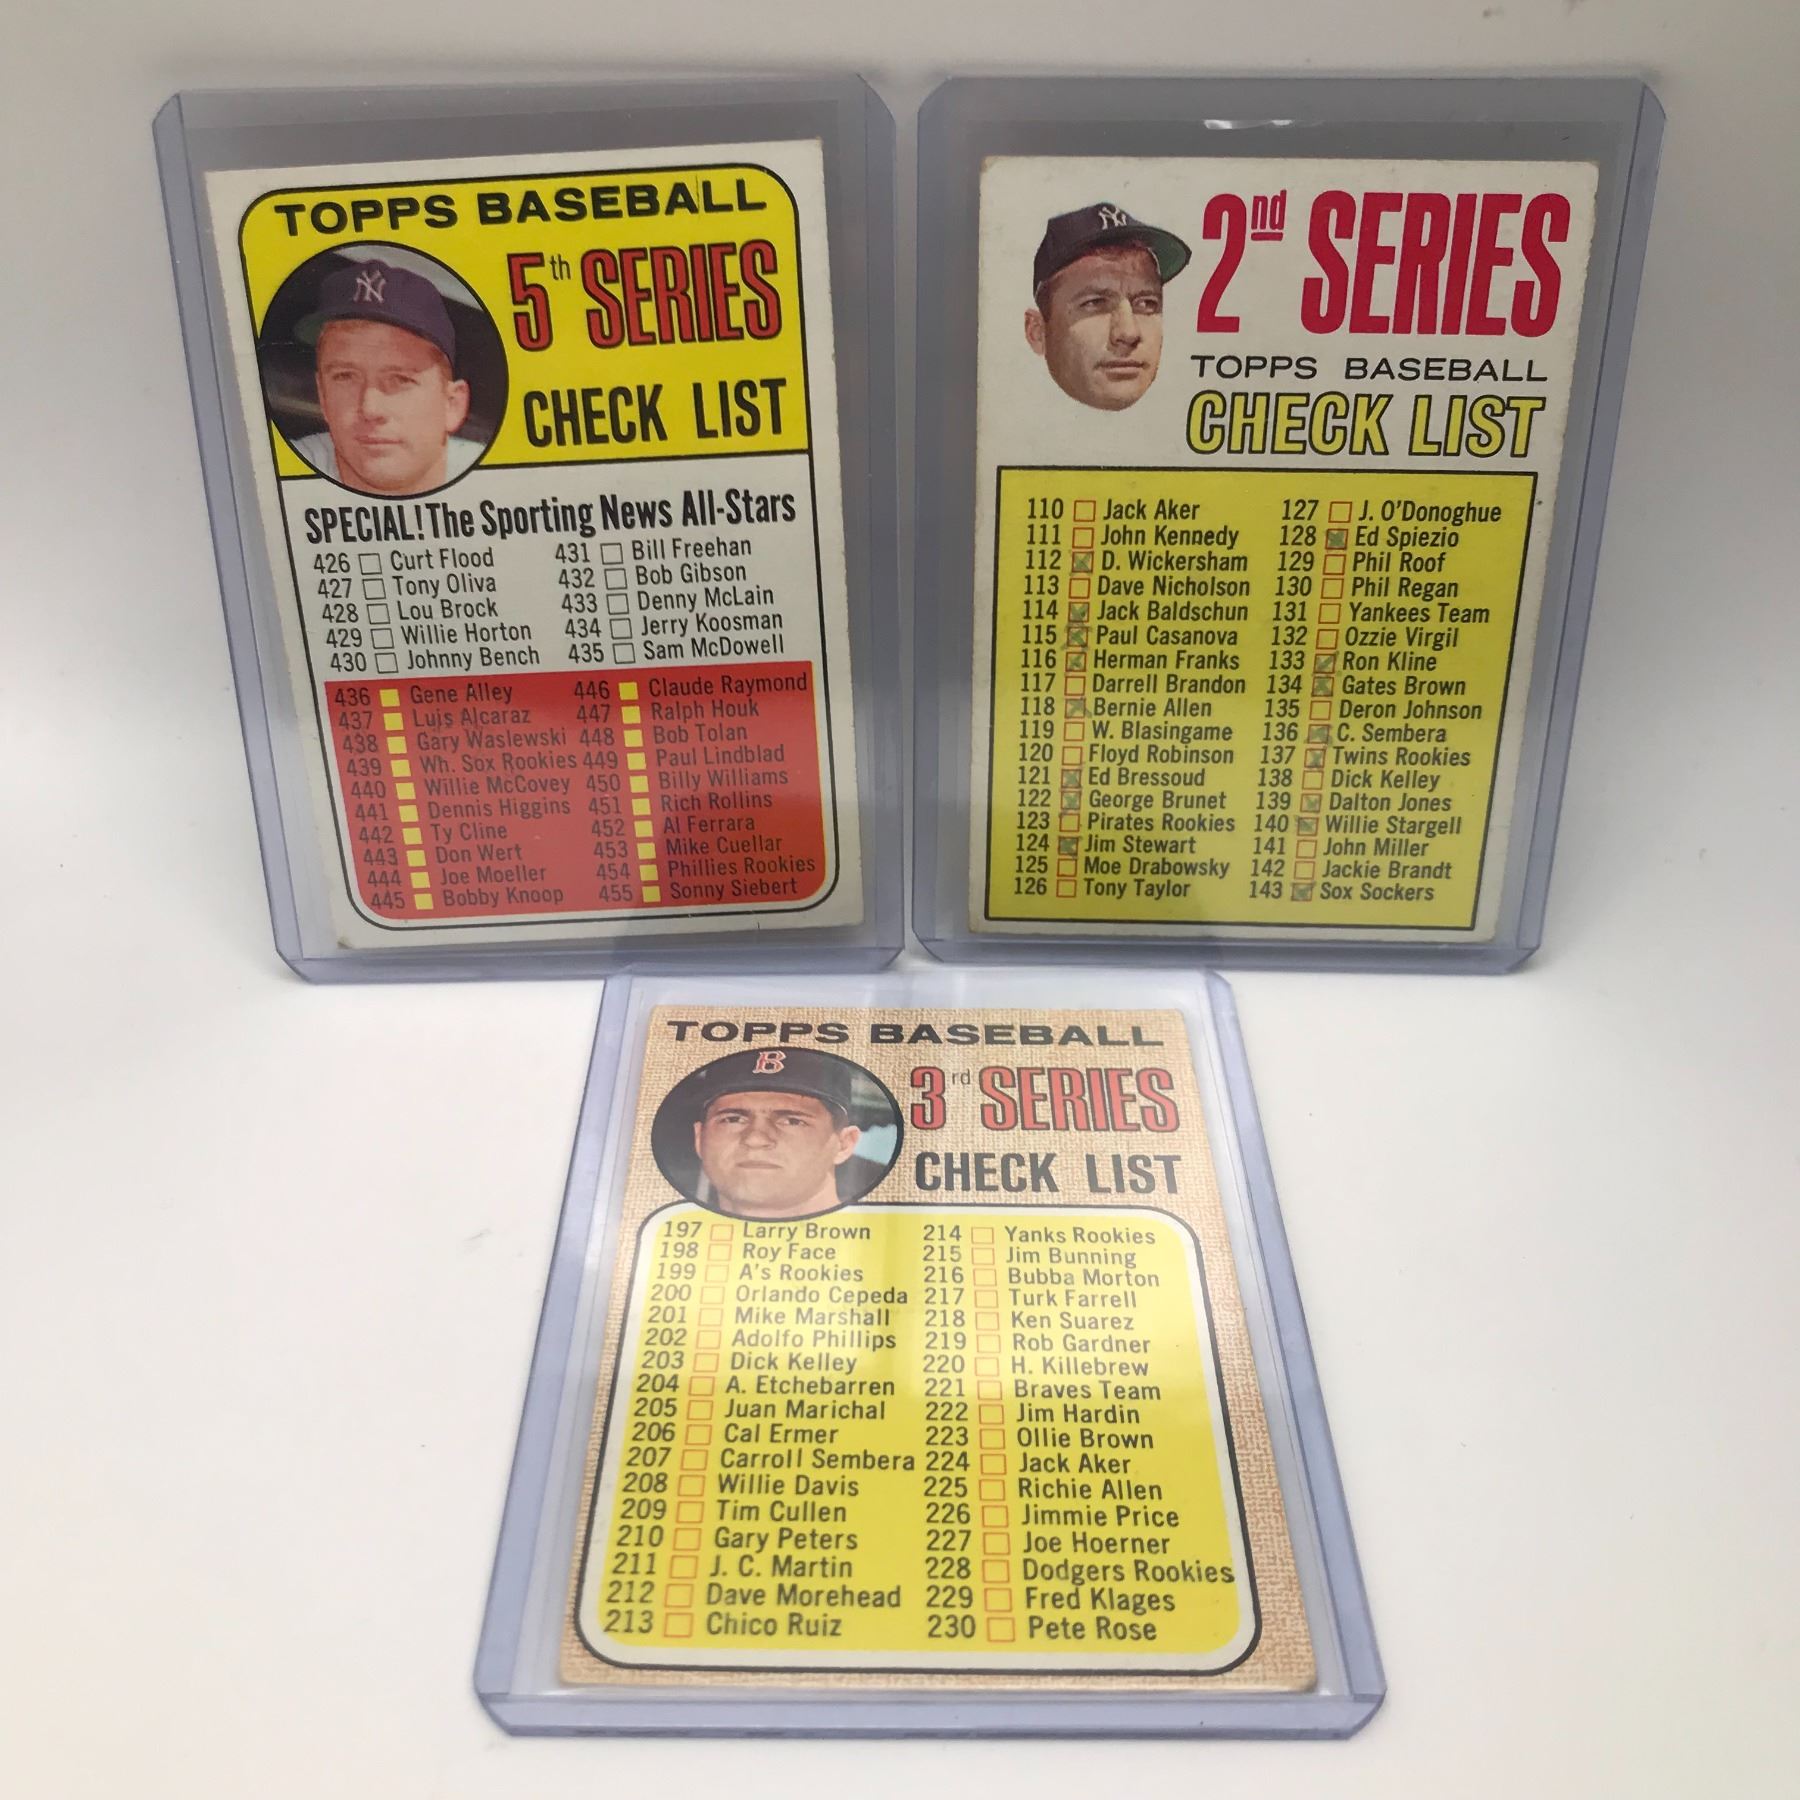 TOPPS BASEBALL
5th SERIES
CHECK LIST
SPECIAL! The Sporting News All-Stars
426 Curt Flood
427 Tony Oliva
428 Lou Brock
429 Willie Horton
430 Johnny Bench
431 Bill Freehan
432 Bob Gibson
433 Denny McLain
434 Jerry Koosman
435 Sam McDowell
436 Gene Alley
437 Luis Alcaraz
438 Gary Waslewski
439 Wh. Sox Rookies
440 Willie McCovey
441 Dennis Higgins
442 Ty Cline
443 Don Wert
444 Joe Moeller
445 Bobby Knoop
446 Claude Raymond
447 Ralph Houk
448 Bob Tolan
449 Paul Lindblad
450 Billy Williams
451 Rich Rollins
452 Al Ferrara
453 Mike Cuellar
454 Phillies Rookies
455 Sonny Siebert
NY
2nd SERIES
TOPPS BASEBALL
CHECK LIST
110 Jack Aker
111 John Kennedy
112 D. Wickersham
113 Dave Nicholson
114 Jack Baldschun
115 Paul Casanova
116 Herman Franks
117 Darrell Brandon
118 Bernie Allen
119 W. Blasingame
120 Floyd Robinson
121 Ed Bressoud
122 George Brunet
123 Pirates Rookies
124 Jim Stewart
125 Moe Drabowsky
126 Tony Taylor
127 J. O'Donoghue
128 Ed Spiezio
129 Phil Roof
130 Phil Regan
131 Yankees Team
132 Ozzie Virgil
133 Ron Kline
134 Gates Brown
135 Deron Johnson
136 C. Sembera
137 Twins Rookies
138 Dick Kelley
139 Dalton Jones
140 Willie Stargell
141 John Miller
142 Jackie Brandt
143 Sox Sockers
NY
TOPPS BASEBALL
3rd SERIES
CHECK LIST
B
197 Larry Brown
198 Roy Face
199 A's Rookies
200 Orlando Cepeda
201 Mike Marshall
202 Adolfo Phillips
203 Dick Kelley
204 A. Etchebarren
205 Juan Marichal
206 Cal Ermer
207 Carroll Sembera
208 Willie Davis
209 Tim Cullen
210 Gary Peters
211 J. C. Martin
212 Dave Morehead
213 Chico Ruiz
214 Yanks Rookies
215 Jim Bunning
216 Bubba Morton
217 Turk Farrell
218 Ken Suarez
219 Rob Gardner
220 H. Killebrew
221 Braves Team
222 Jim Hardin
223 Ollie Brown
224 Jack Aker
225 Richie Allen
226 Jimmie Price
227 Joe Hoerner
228 Dodgers Rookies
229 Fred Klages
230 Pete Rose